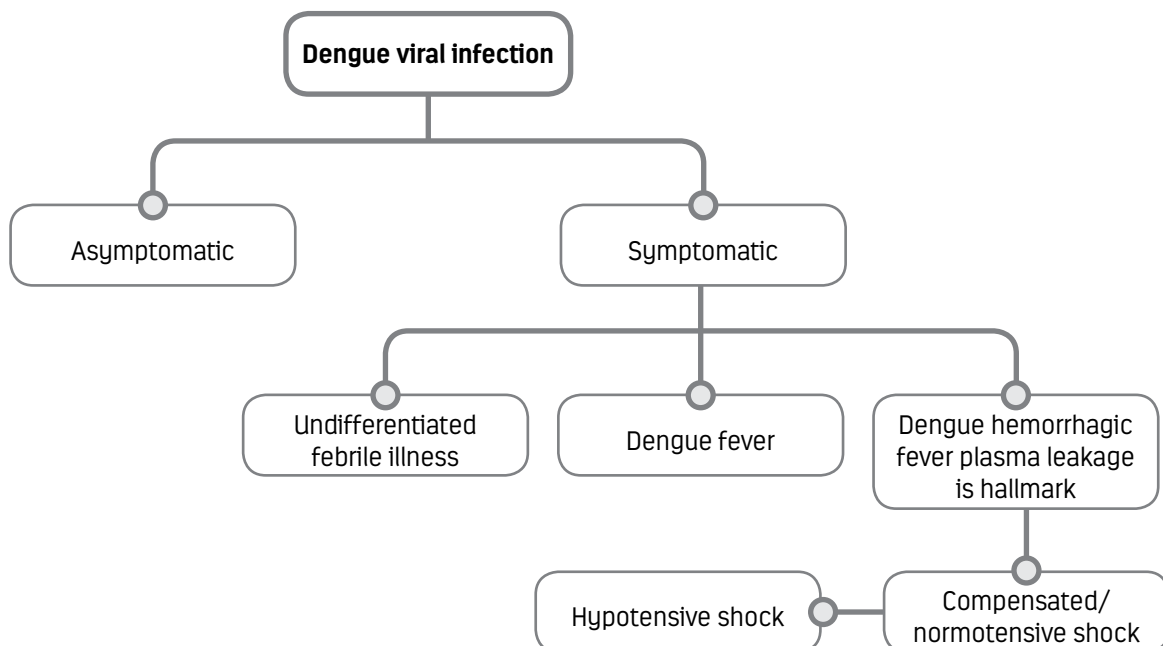 Dengue viral infection
Asymptomatic
Symptomatic
Undifferentiated
febrile illness
Dengue fever
Dengue hemorrhagic
fever plasma leakage
is hallmark
Hypotensive shock
Compensated/
normotensive shock